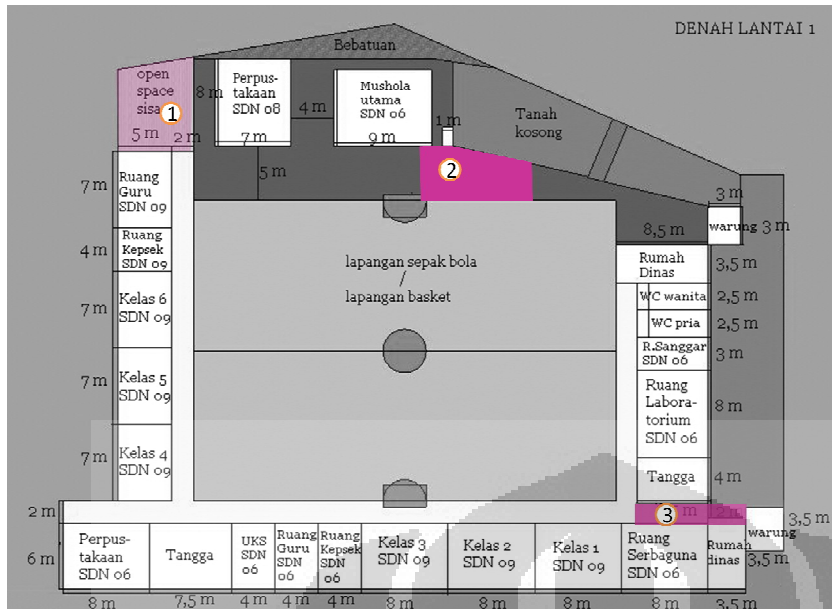 DENAH LANTAI 1
Bebatuan
open
space
sisa
1
5 m
2 m
8 m
Perpus-
takaan
SDN 08
7 m
4 m
Mushola
utama
SDN 06
9 m
1 m
Tanah
kosong
2
5 m
3 m
warung
3 m
8,5 m
7 m
Ruang
Guru
SDN 09
4 m
Ruang
Kepsek
SDN 09
7 m
Kelas 6
SDN 09
7 m
Kelas 5
SDN 09
7 m
Kelas 4
SDN 09
lapangan sepak bola
/
lapangan basket
Rumah
Dinas
3,5 m
WC wanita
2,5 m
WC pria
2,5 m
R.Sanggar
SDN 06
3 m
Ruang
Labora-
torium
SDN 06
8 m
Tangga
4 m
3
m
2 m
warung
3,5 m
3,5 m
2 m
6 m
Perpus-
takaan
SDN 06
Tangga
UKS
SDN
06
Ruang
Guru
SDN
06
Ruang
Kepsek
SDN
06
Kelas 3
SDN 09
Kelas 2
SDN 09
Kelas 1
SDN 09
Ruang
Serbaguna
SDN 06
Rumah
dinas
8 m
7,5 m
4 m
4 m
4 m
8 m
8 m
8 m
8 m
3,5 m